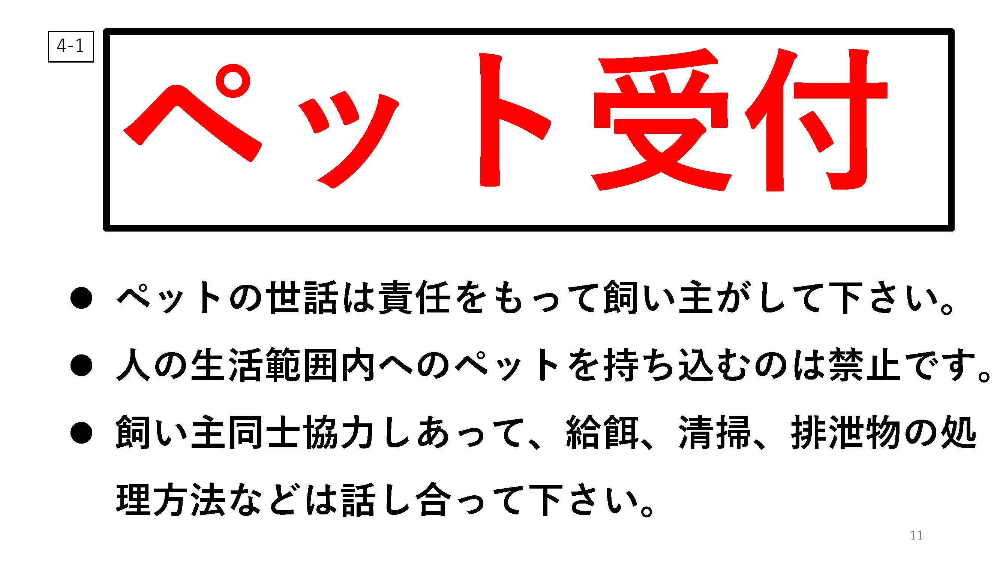 4-1
ペット受付
● ペットの世話は責任をもって飼い主がして下さい。
● 人の生活範囲内へのペットを持ち込むのは禁止です。
● 飼い主同士協力しあって、給餌、清掃、排泄物の処
理方法などは話し合って下さい。
11